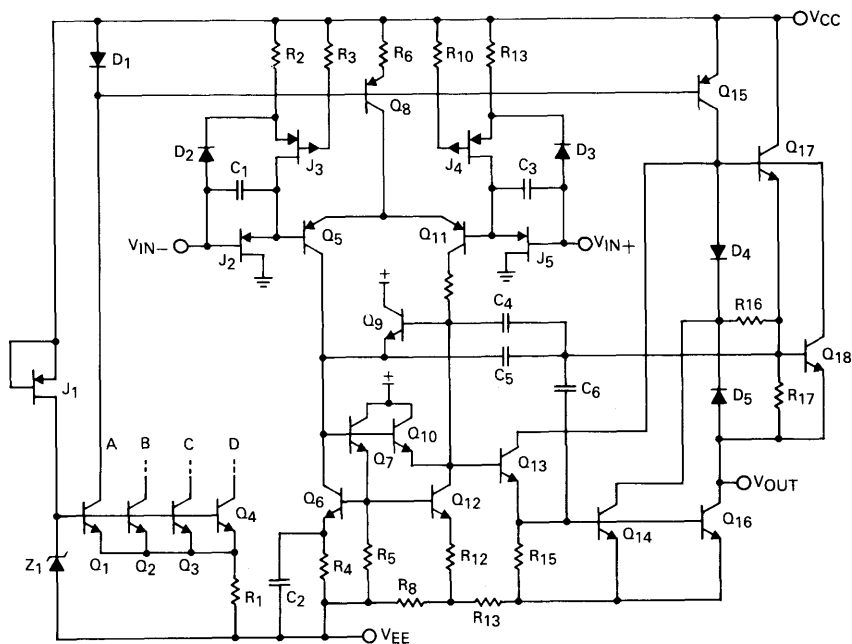 VCC
D1
R2
R3
R6
R10
R13
Q15
Q8
D2
J3
J4
D3
Q17
C1
C3
VIN−
J2
Q5
Q11
J5
VIN+
D4
+
Q9
C4
R16
C5
Q18
J1
+
C6
D5
R17
A
B
C
D
Q7
Q10
Q13
VOUT
Q6
Q12
Q4
Q14
Q16
Z1
Q1
Q2
Q3
R5
R12
R15
R1
C2
R4
R8
R13
VEE